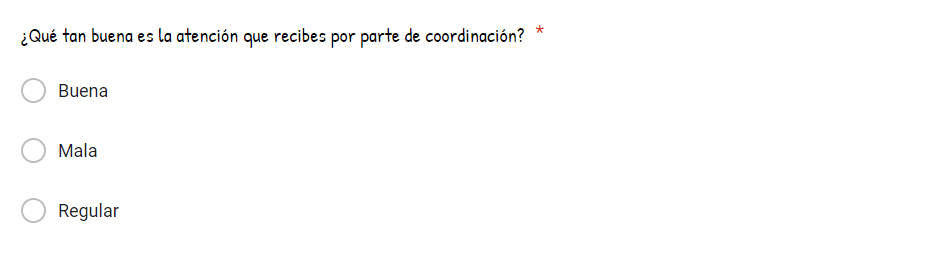 ¿Qué tan buena es la atención que recibes por parte de coordinación? *
Buena
Mala
Regular